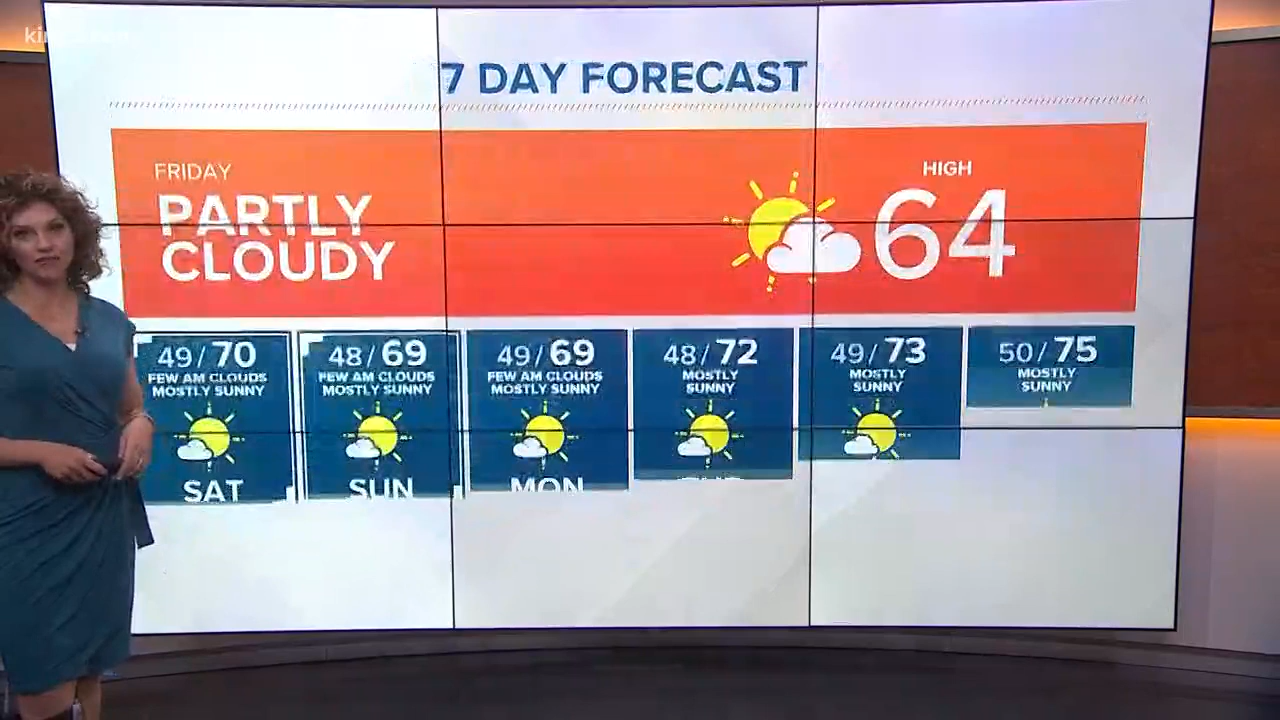 7 DAY FORECAST
FRIDAY
PARTLY
CLOUDY
HIGH
64
49/70
FEW AM CLOUDS
MOSTLY SUNNY
SAT
48/69
FEW AM CLOUDS
MOSTLY SUNNY
SUN
49/69
FEW AM CLOUDS
MOSTLY SUNNY
MON
48/72
MOSTLY
SUNNY
49/73
MOSTLY
SUNNY
50/75
MOSTLY
SUNNY